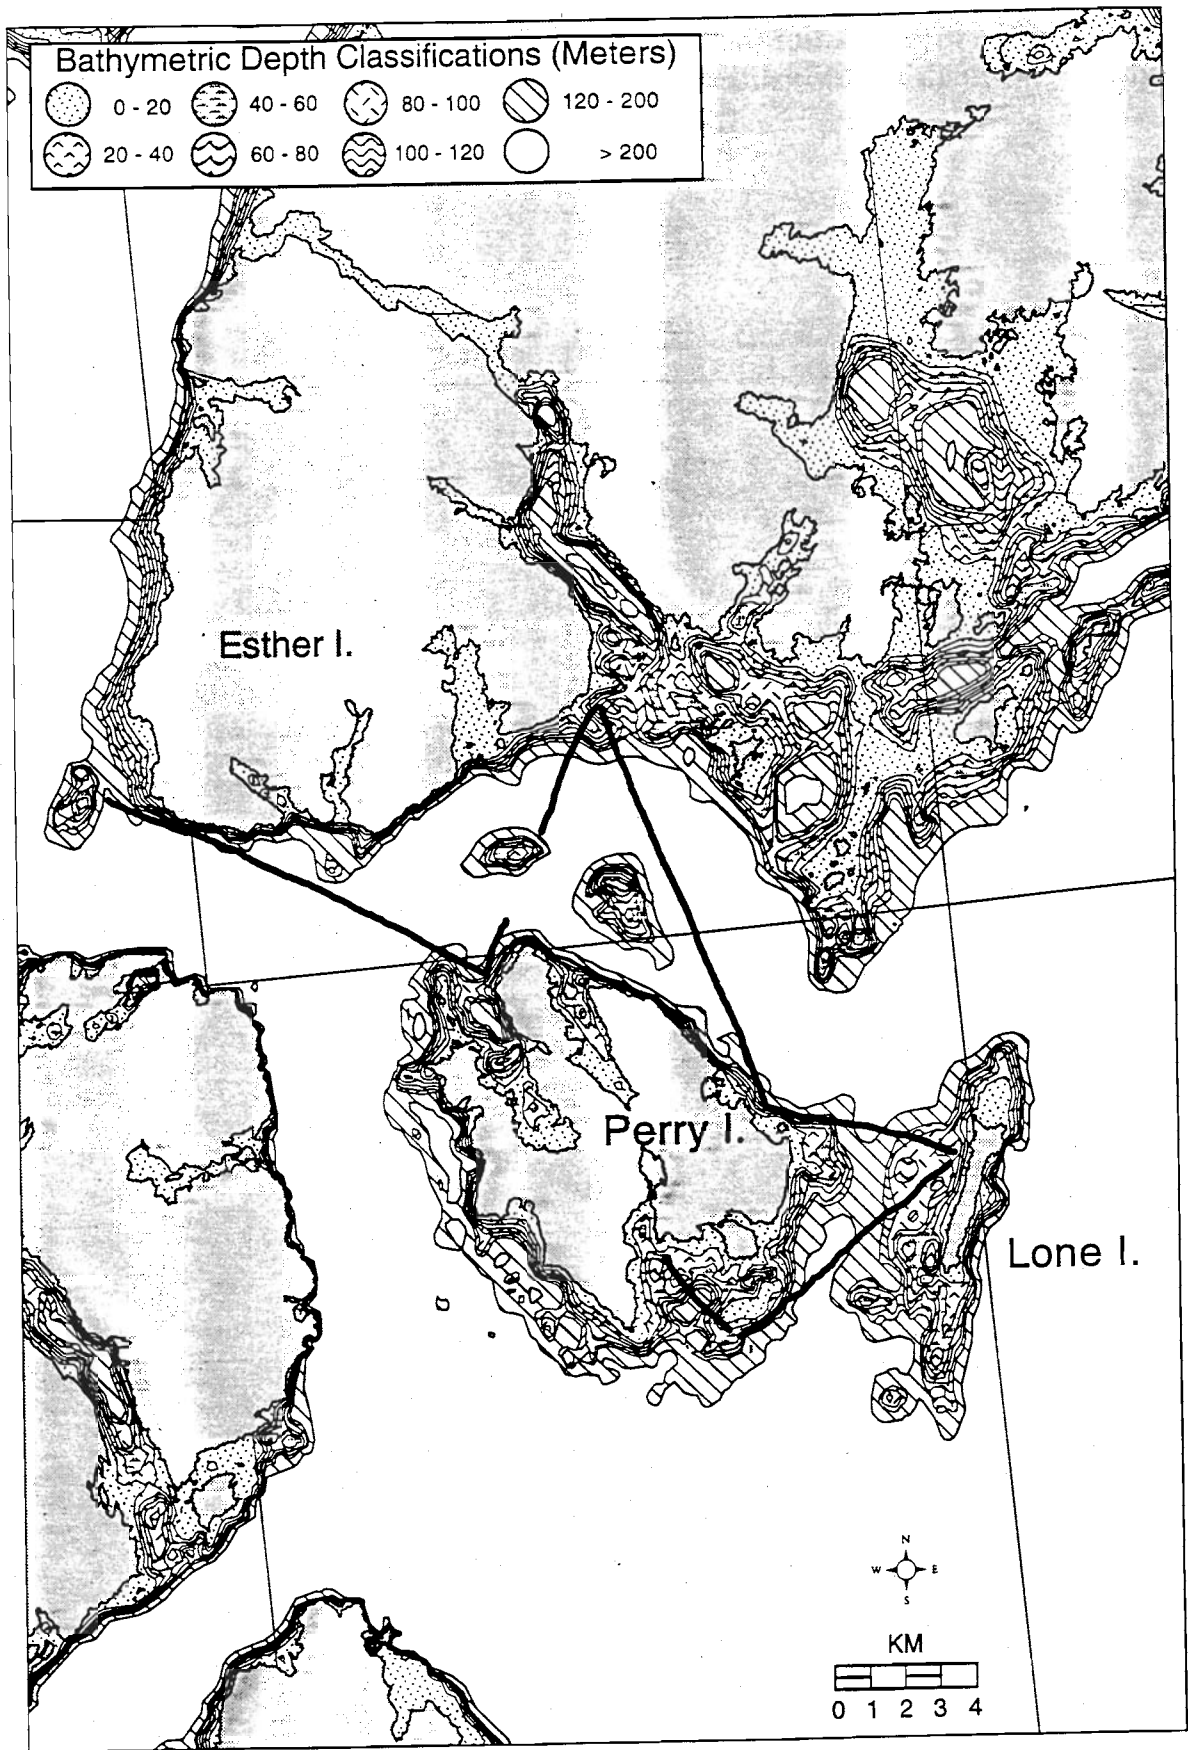 Bathymetric Depth Classifications (Meters)
0 - 20 40 - 60 80 - 100 120 - 200
20 - 40 60 - 80 100 - 120 > 200
Esther I.
Perry I.
Lone I.
N
W E
S
KM
0 1 2 3 4